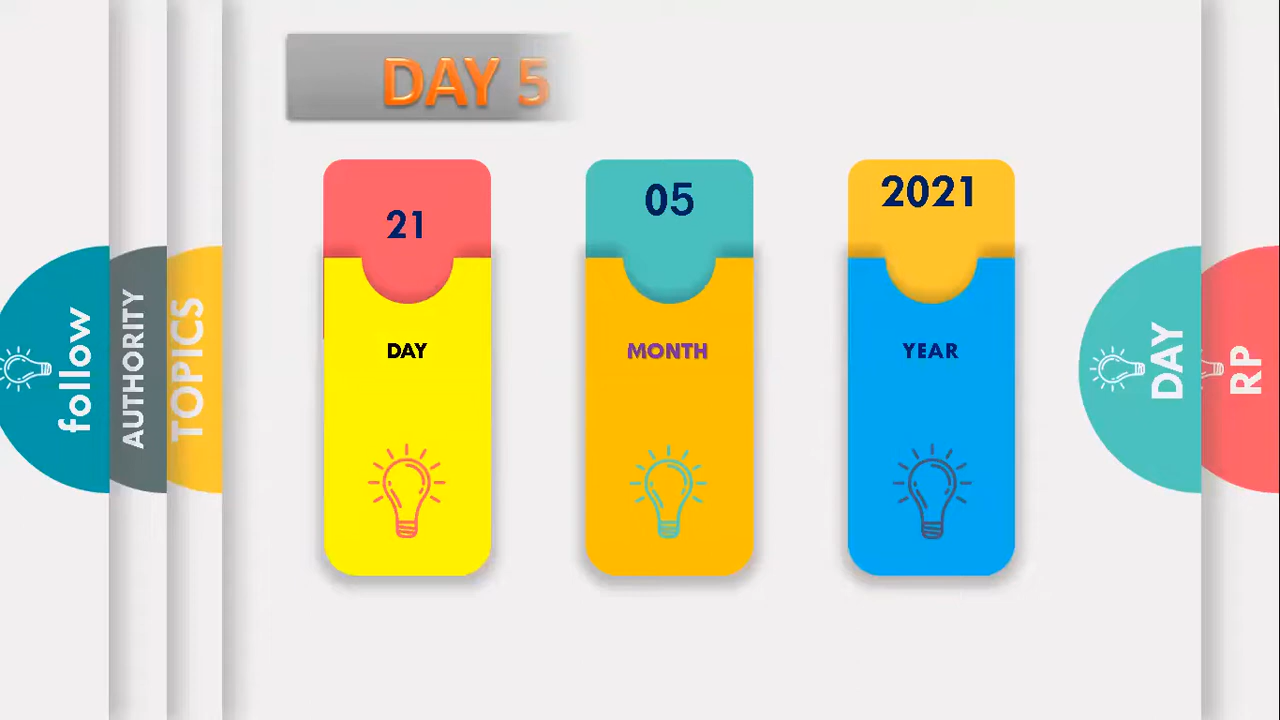 DAY 5
21
05
2021
DAY
MONTH
YEAR
follow
AUTHORITY
TOPICS
DAY
RP